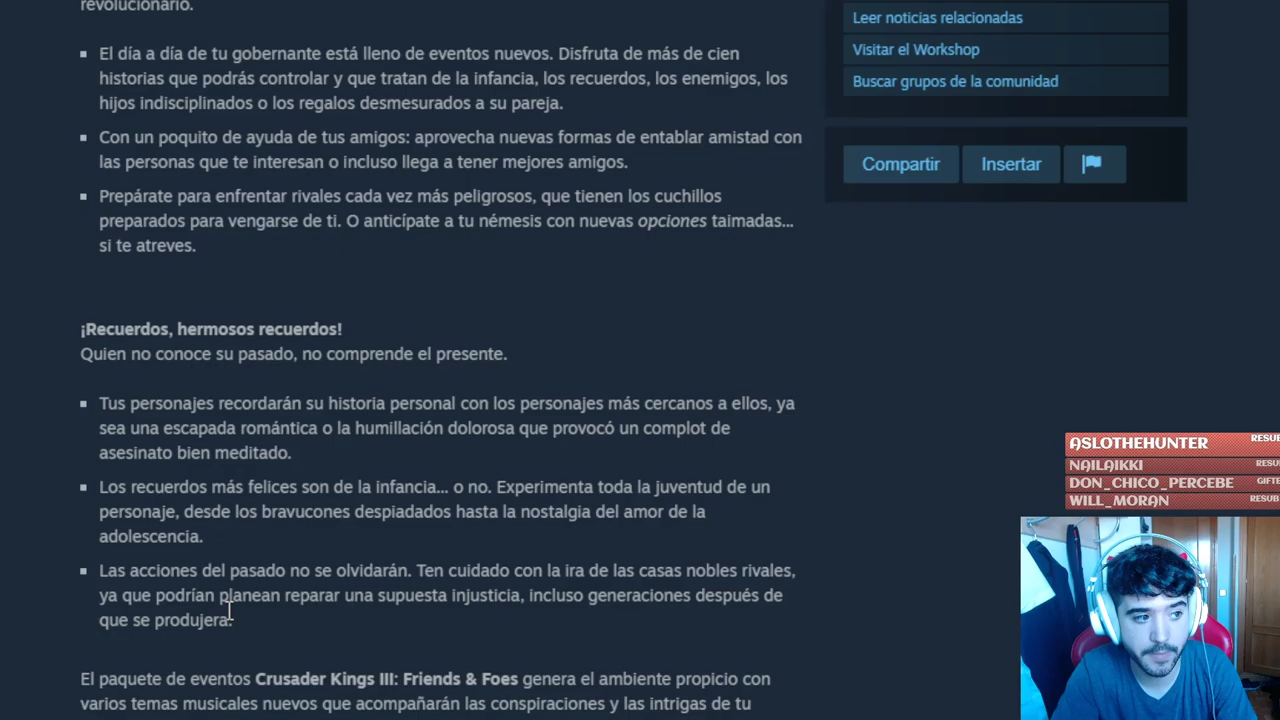 revolucionario.
El día a día de tu gobernante está lleno de eventos nuevos. Disfruta de más de cien
historias que podrás controlar y que tratan de la infancia, los recuerdos, los enemigos, los
hijos indisciplinados o los regalos desmesurados a su pareja.
Con un poquito de ayuda de tus amigos: aprovecha nuevas formas de entablar amistad con
las personas que te interesan o incluso llega a tener mejores amigos.
Prepárate para enfrentar rivales cada vez más peligrosos, que tienen los cuchillos
preparados para vengarse de ti. O anticípate a tu némesis con nuevas opciones taimadas...
si te atreves.
¡Recuerdos, hermosos recuerdos!
Quien no conoce su pasado, no comprende el presente.
Tus personajes recordarán su historia personal con los personajes más cercanos a ellos, ya
sea una escapada romántica o la humillación dolorosa que provocó un complot de
asesinato bien meditado.
Los recuerdos más felices son de la infancia... o no. Experimenta toda la juventud de un
personaje, desde los bravucones despiadados hasta la nostalgia del amor de la
adolescencia.
Las acciones del pasado no se olvidarán. Ten cuidado con la ira de las casas nobles rivales,
ya que podrían planean reparar una supuesta injusticia, incluso generaciones después de
que se produjera.
El paquete de eventos Crusader Kings III: Friends & Foes genera el ambiente propicio con
varios temas musicales nuevos que acompañarán las conspiraciones y las intrigas de tu
Leer noticias relacionadas
Visitar el Workshop
Buscar grupos de la comunidad
Compartir Insertar
ASLOTHEHUNTER RESUB
NAILAIKKI RESU
DON_CHICO_PERCEBE GIFTE
WILL_MORAN RESUB